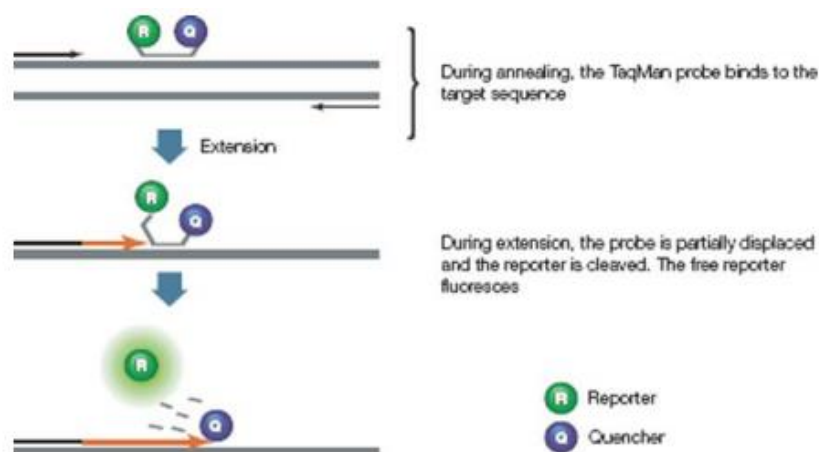 R Q
During annealing, the TaqMan probe binds to the
target sequence
Extension
R
Q
During extension, the probe is partially displaced
and the reporter is cleaved. The free reporter
fluoresces
R
R Reporter
Q
Q Quencher